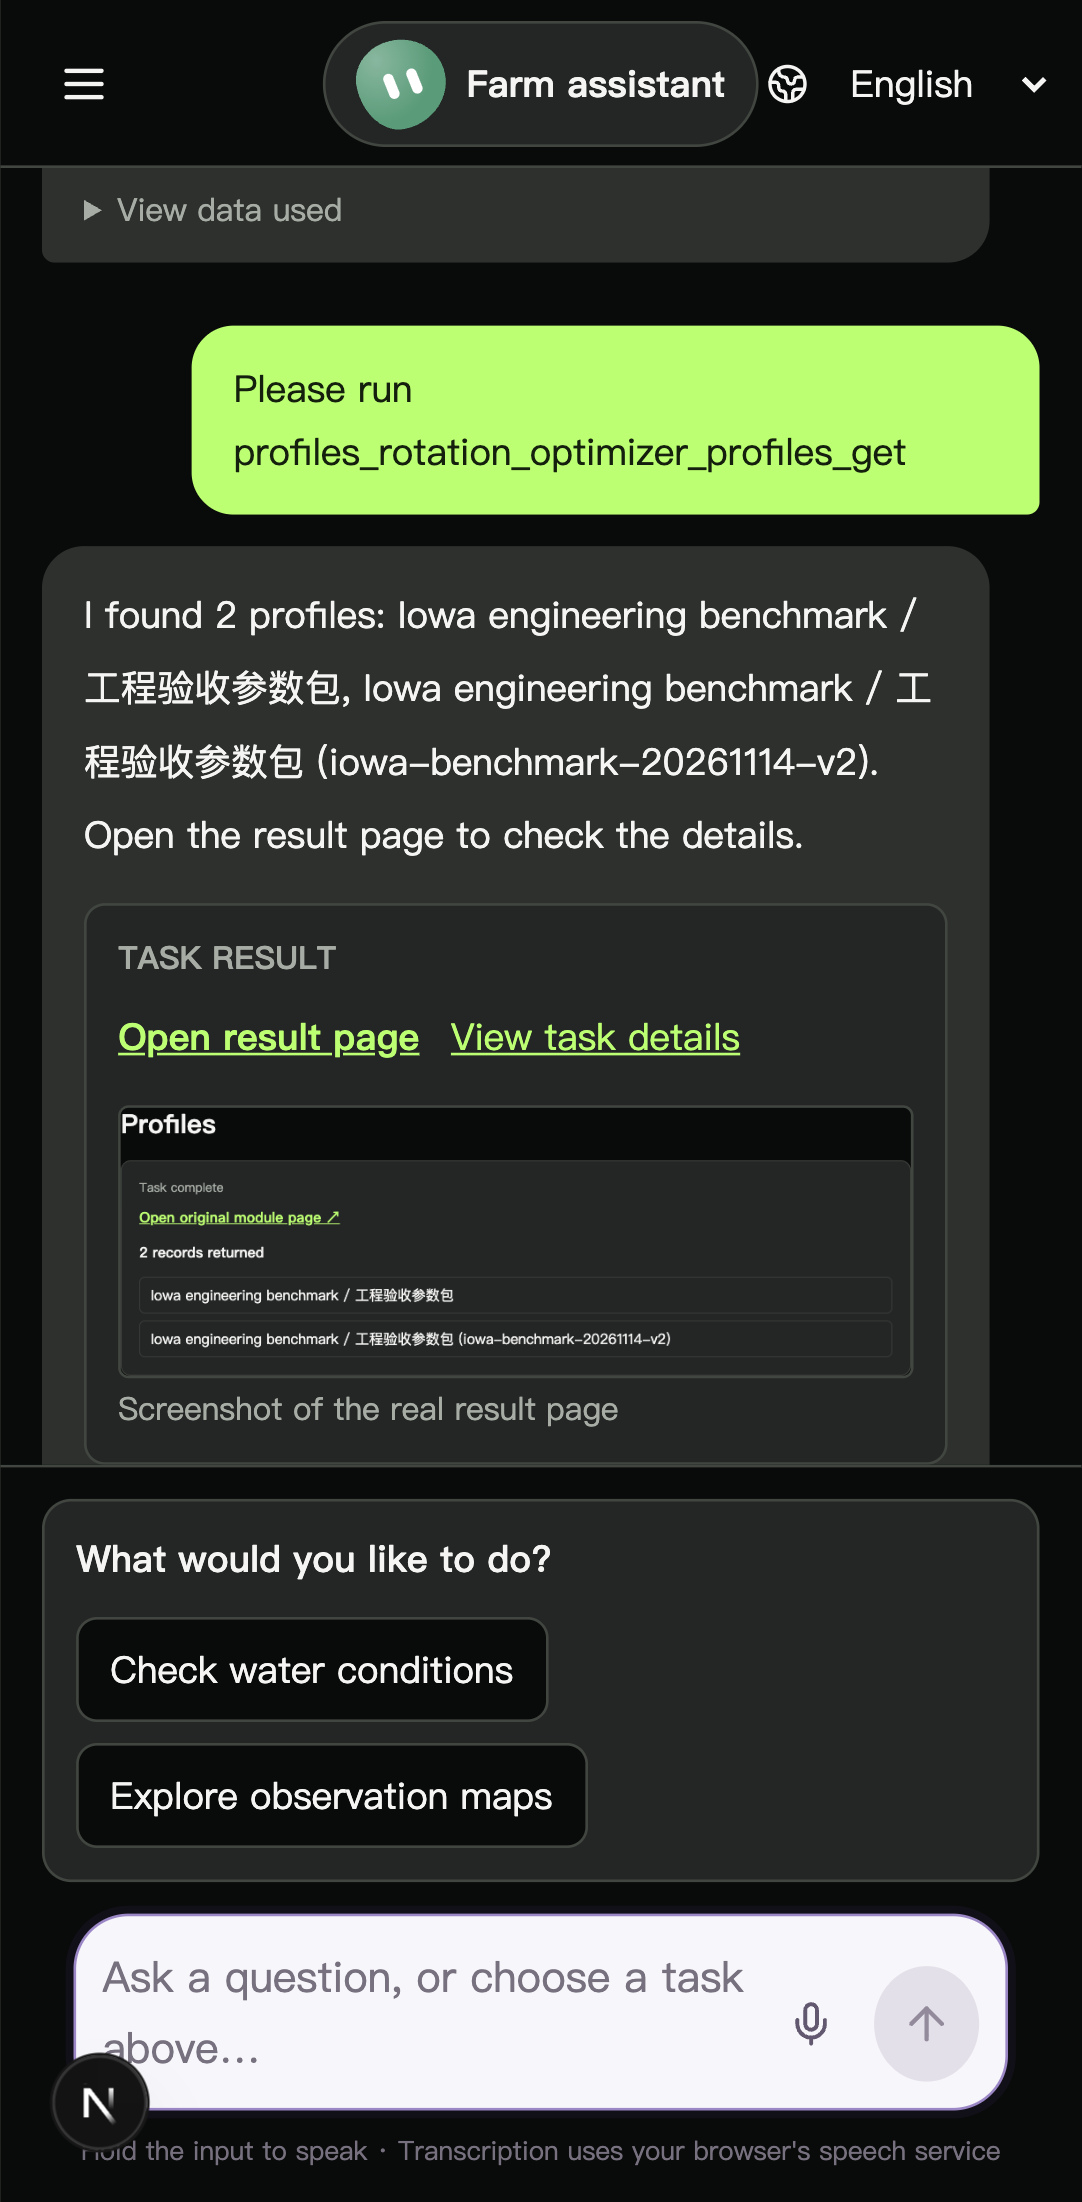 Farm assistant
English
View data used
Please run
profiles_rotation_optimizer_profiles_get
I found 2 profiles: Iowa engineering benchmark /
工程验收参数包, Iowa engineering benchmark / 工
程验收参数包 (iowa-benchmark-20261114-v2).
Open the result page to check the details.
TASK RESULT
Open result page View task details
Profiles
Task complete
Open original module page ↗
2 records returned
Iowa engineering benchmark / 工程验收参数包
Iowa engineering benchmark / 工程验收参数包 (iowa-benchmark-20261114-v2)
Screenshot of the real result page
What would you like to do?
Check water conditions
Explore observation maps
Ask a question, or choose a task
above...
N
Hold the input to speak · Transcription uses your browser's speech service